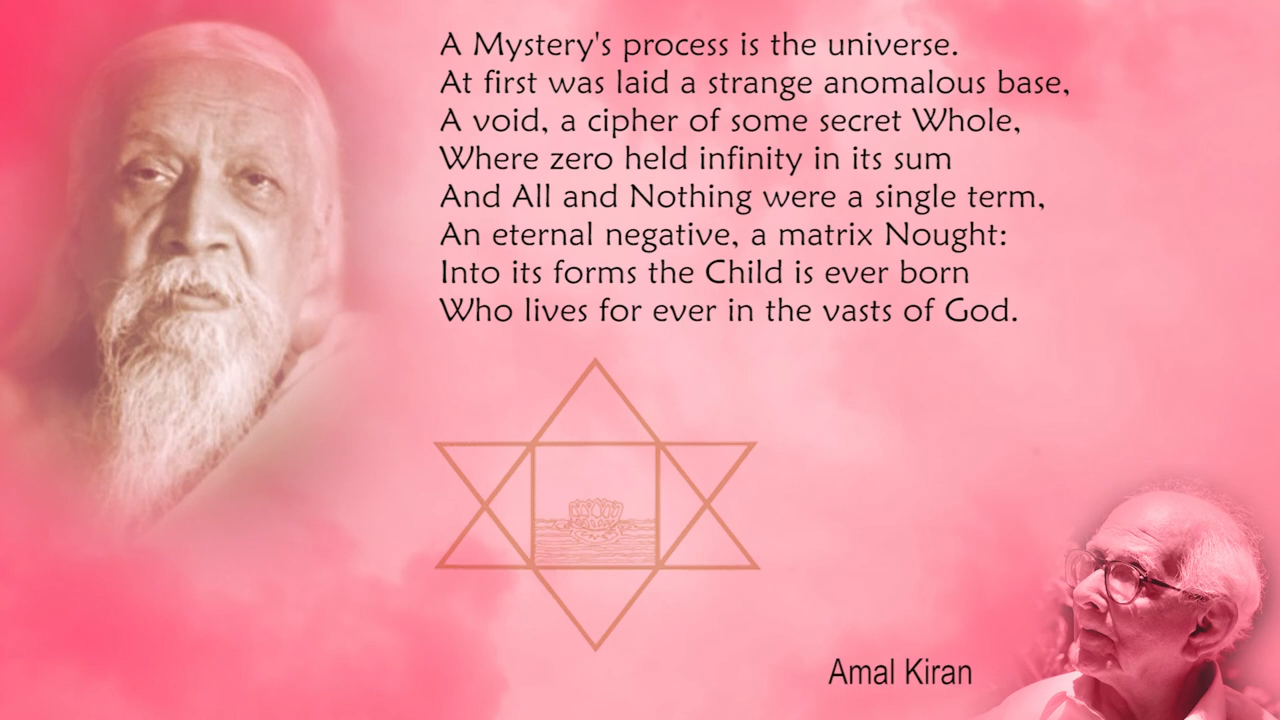 A Mystery's process is the universe.
At first was laid a strange anomalous base,
A void, a cipher of some secret Whole,
Where zero held infinity in its sum
And All and Nothing were a single term,
An eternal negative, a matrix Nought:
Into its forms the Child is ever born
Who lives for ever in the vasts of God.
Amal Kiran